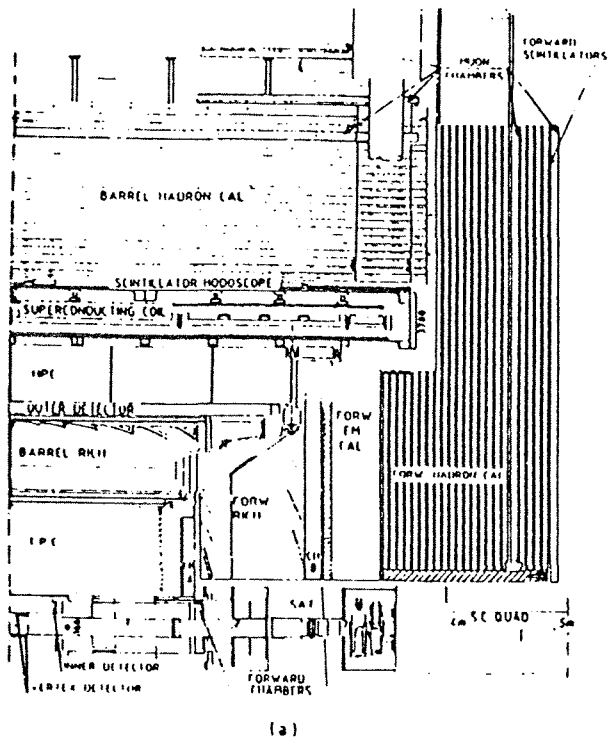 FORWARD
SCINTILLATORS
MUON
CHAMBERS
BARREL HADRON CAL
SCINTILLATOR HODOSCOPE
SUPERCONDUCTING COIL
HPC
OUTER DETECTOR
BARREL RICH
FORW
EM
CAL
FORW HADRON CAL
FORW
RICH
SAT
4m SC QUAD 5m
INNER DETECTOR
VERTEX DETECTOR
FORWARD
CHAMBERS
(a)